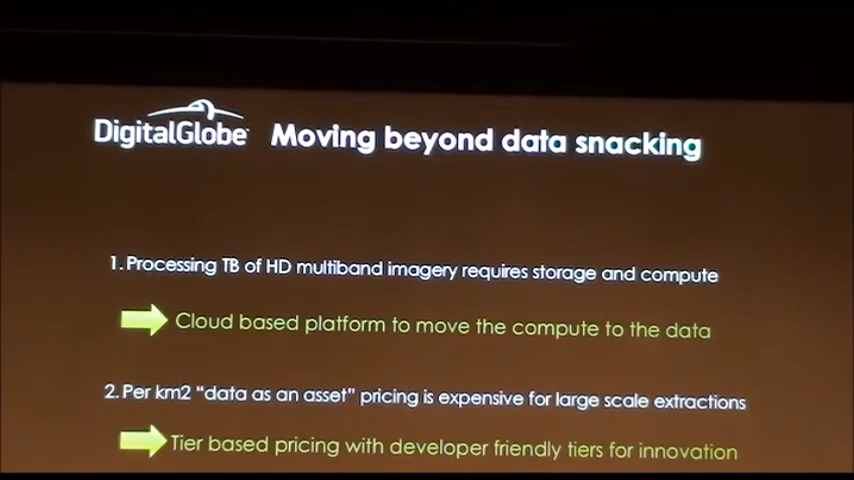 DigitalGlobe Moving beyond data snacking
1. Processing TB of HD multiband imagery requires storage and compute
Cloud based platform to move the compute to the data
2. Per km2 “data as an asset” pricing is expensive for large scale extractions
Tier based pricing with developer friendly tiers for innovation